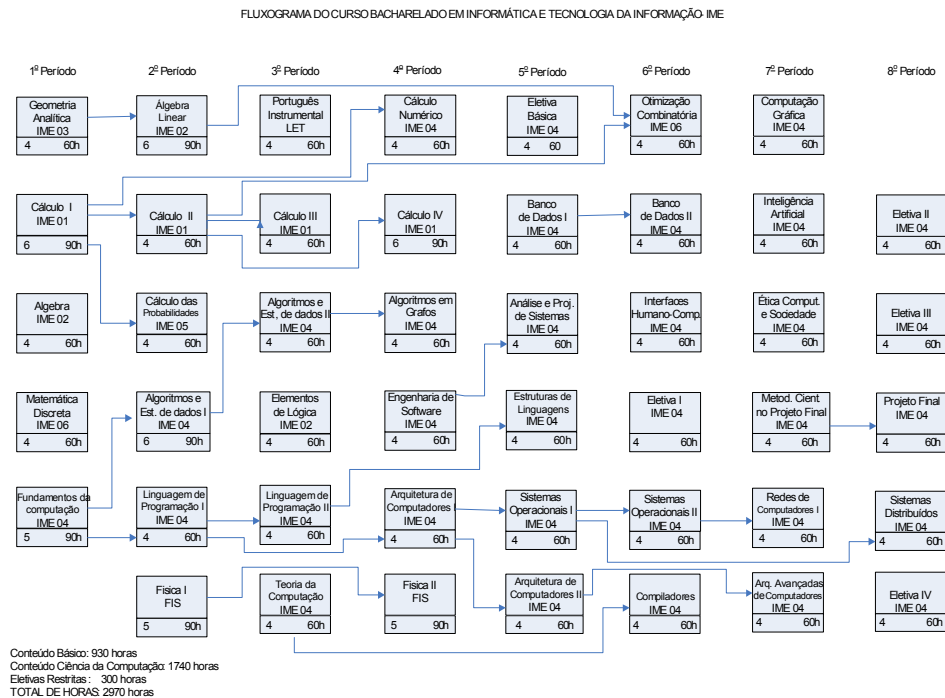 FLUXOGRAMA DO CURSO BACHARELADO EM INFORMÁTICA E TECNOLOGIA DA INFORMAÇÃO- IME
1º Período 2º Período 3º Período 4º Período 5º Período 6º Período 7º Período 8º Período
Geometria
Analítica
IME 03
4 60h
Álgebra
Linear
IME 02
6 90h
Português
Instrumental
LET
4 60h
Cálculo
Numérico
IME 04
4 60h
Eletiva
Básica
IME 04
4 60
Otimização
Combinatória
IME 06
4 60h
Computação
Gráfica
IME 04
4 60h
Cálculo I
IME 01
6 90h
Cálculo II
IME 01
4 60h
Cálculo III
IME 01
4 60h
Cálculo IV
IME 01
6 90h
Banco
de Dados I
IME 04
4 60h
Banco
de Dados II
IME 04
4 60h
Inteligência
Artificial
IME 04
4 60h
Eletiva II
IME 04
4 60h
Algebra
IME 02
4 60h
Cálculo das
Probabilidades
IME 05
4 60h
Algoritmos e
Est, de dados II
IME 04
4 60h
Algoritmos em
Grafos
IME 04
4 60h
Análise e Proj.
de Sistemas
IME 04
4 60h
Interfaces
Humano-Comp.
IME 04
4 60h
Ética Comput.
e Sociedade
IME 04
4 60h
Eletiva III
IME 04
4 60h
Matemática
Discreta
IME 06
4 60h
Algoritmos e
Est. de dados I
IME 04
6 90h
Elementos
de Lógica
IME 02
4 60h
Engenharia de
Software
IME 04
4 60h
Estruturas de
Linguagens
IME 04
4 60h
Eletiva I
IME 04
4 60h
Metod. Cient.
no Projeto Final
IME 04
4 60h
Projeto Final
IME 04
4 60h
Fundamentos da
computação
IME 04
5 90h
Linguagem de
Programação I
IME 04
4 60h
Linguagem de
Programação II
IME 04
4 60h
Arquitetura de
Computadores I
IME 04
4 60h
Sistemas
Operacionais I
IME 04
4 60h
Sistemas
Operacionais II
IME 04
4 60h
Redes de
Computadores I
IME 04
4 60h
Sistemas
Distribuídos
IME 04
4 60h
Fisica I
FIS
5 90h
Teoria da
Computação
IME 04
4 60h
Fisica II
FIS
5 90h
Arquitetura de
Computadores II
IME 04
4 60h
Compiladores
IME 04
4 60h
Arq. Avançadas
de Computadores
IME 04
4 60h
Eletiva IV
IME 04
4 60h
Conteúdo Básico: 930 horas
Conteúdo Ciência da Computação: 1740 horas
Eletivas Restritas : 300 horas
TOTAL DE HORAS: 2970 horas